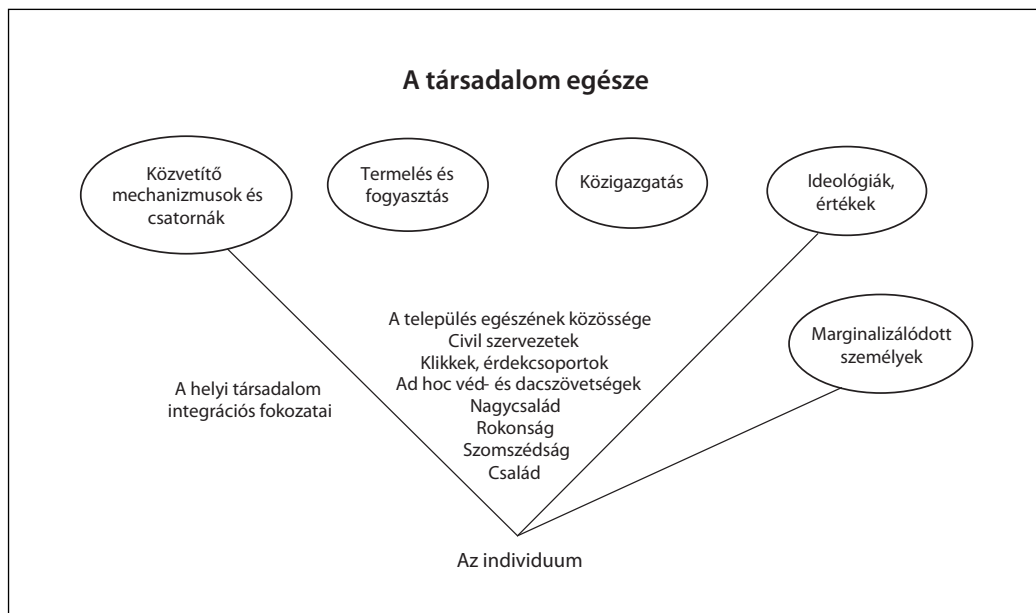 A társadalom egésze
Közvetítő
mechanizmusok és
csatornák
Termelés és
fogyasztás
Közigazgatás
Ideológiák,
értékek
A település egészének közössége
Civil szervezetek
Klikkek, érdekcsoportok
Ad hoc véd- és dacszövetségek
Nagycsalád
Rokonság
Szomszédság
Család
Marginalizálódott
személyek
A helyi társadalom
integrációs fokozatai
Az individuum